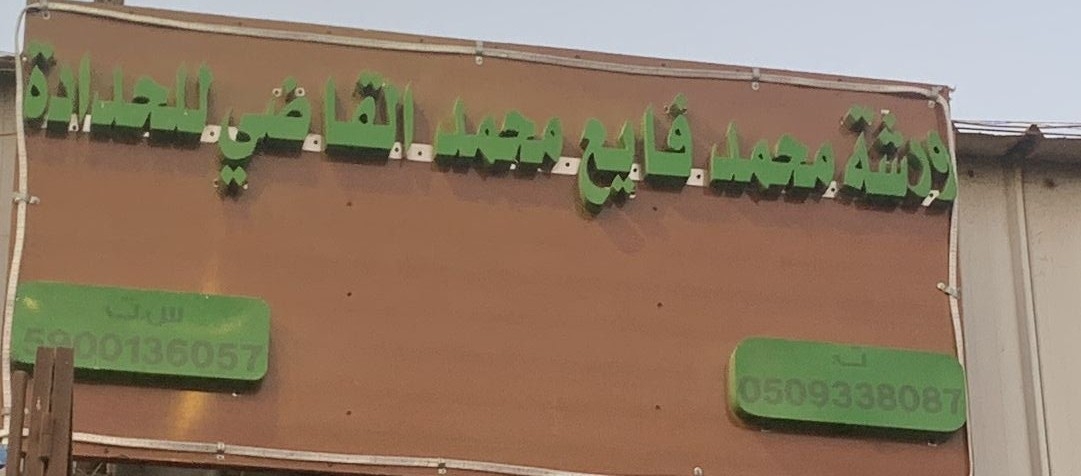 ورشة محمد فايع محمد القاضي للحدادة
ت
0509338087
س.ت
5900136057